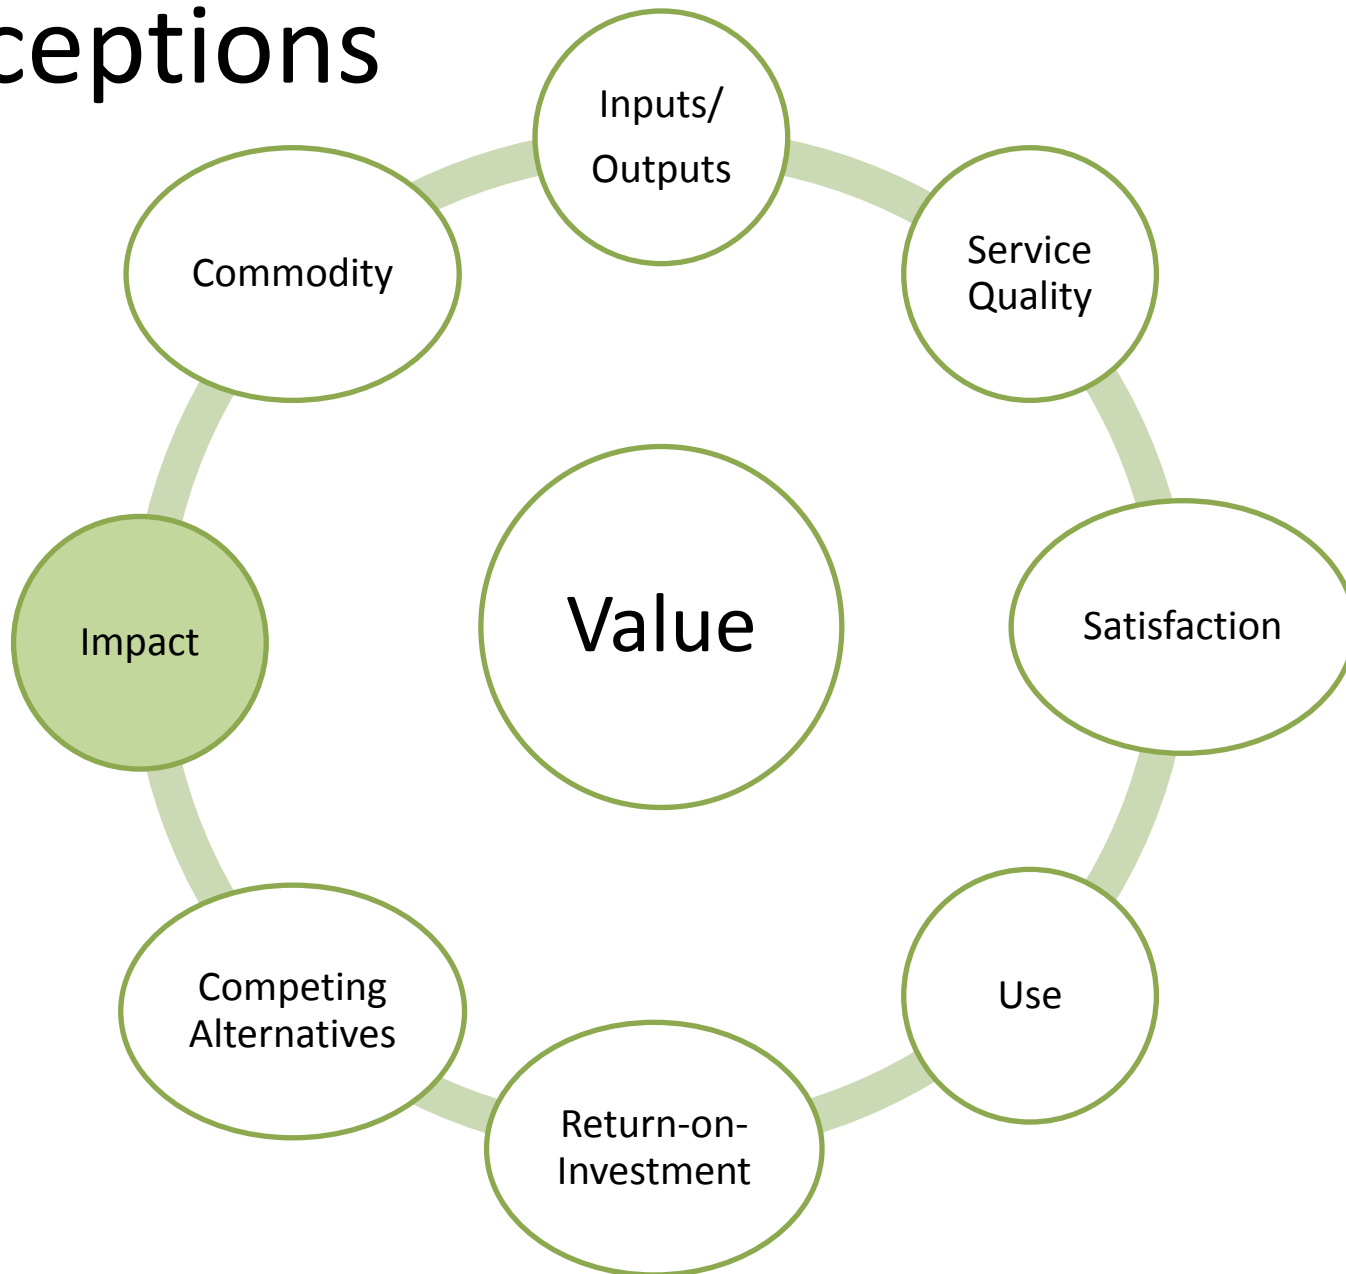 ceptions
Inputs/
Outputs
Service
Quality
Satisfaction
Use
Return-on-
Investment
Competing
Alternatives
Impact
Commodity
Value